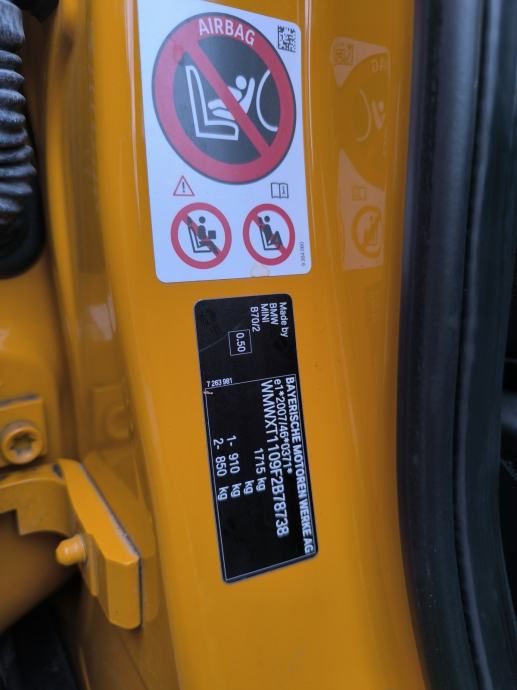 AIRBAG
BAYERISCHE MOTOREN WERKE AG
e1*2007/46*0371*
WMWXT1109F2B78738
1715 kg
1- 910 kg
2- 850 kg
7 263 981
0.50
Made by
BMW
MINI
B70/2